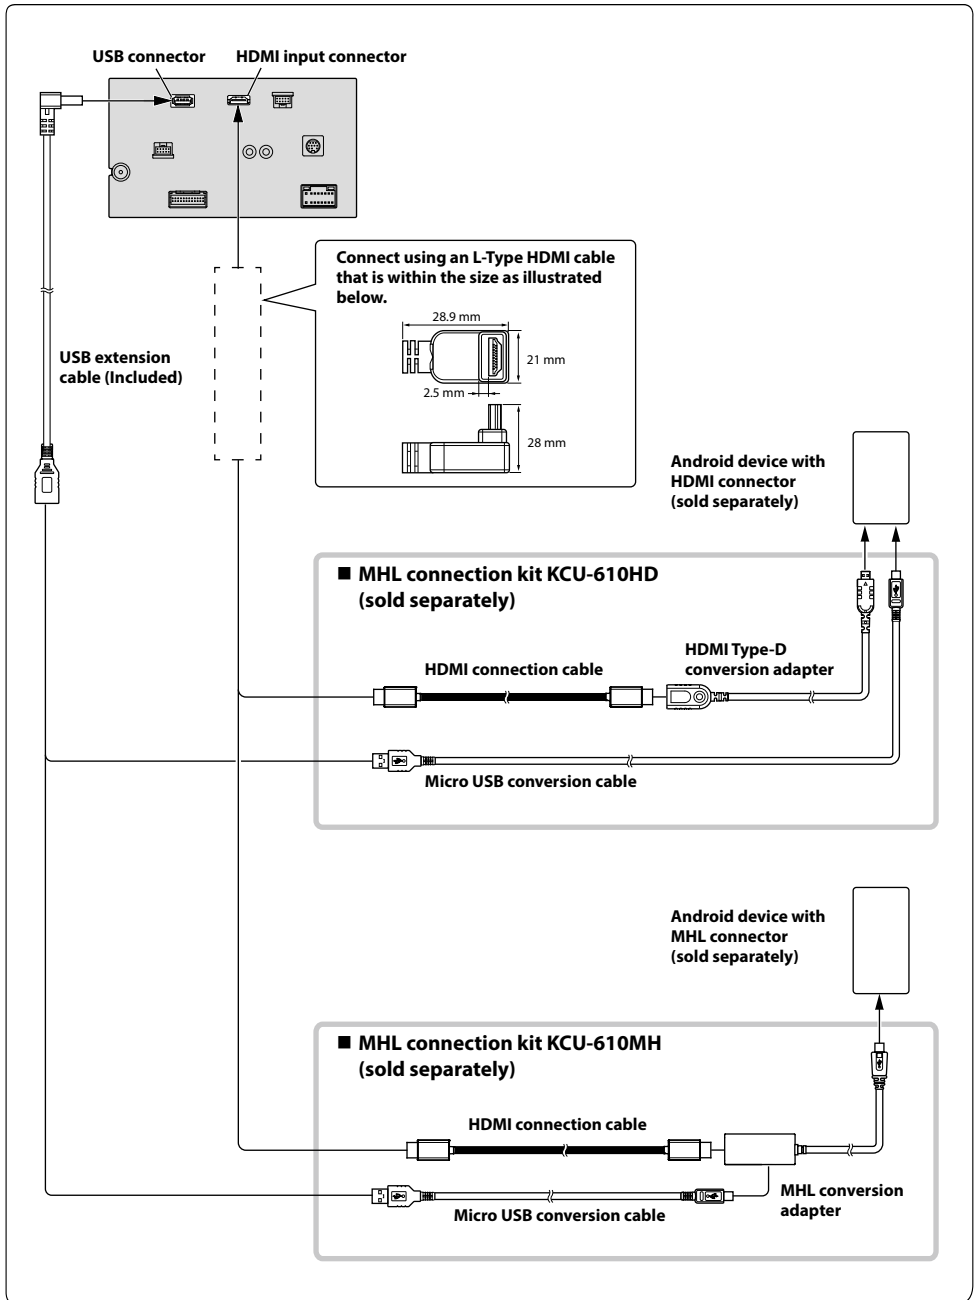 USB connector
HDMI input connector
Connect using an L-Type HDMI cable
that is within the size as illustrated
below.
28.9 mm
21 mm
2.5 mm
28 mm
USB extension
cable (Included)
Android device with
HDMI connector
(sold separately)
■ MHL connection kit KCU-610HD
(sold separately)
HDMI Type-D
conversion adapter
HDMI connection cable
Micro USB conversion cable
Android device with
MHL connector
(sold separately)
■ MHL connection kit KCU-610MH
(sold separately)
HDMI connection cable
MHL conversion
adapter
Micro USB conversion cable